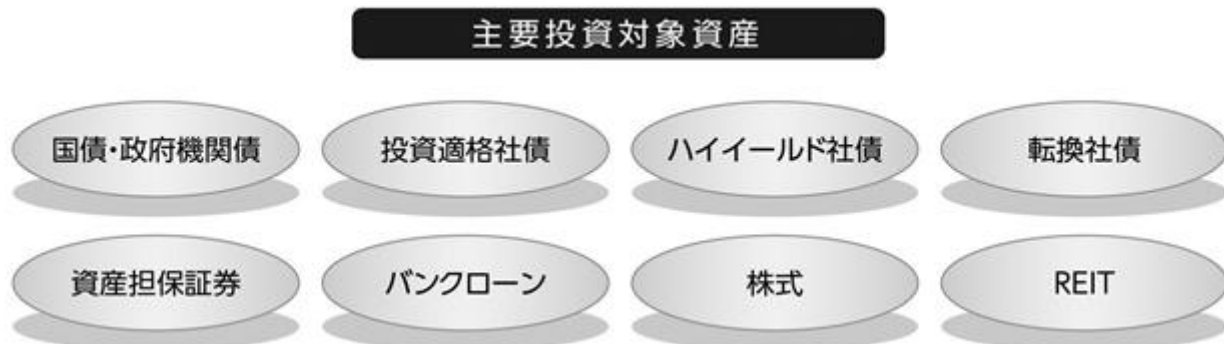 主要投資対象資産
国債・政府機関債
投資適格社債
ハイイールド社債
転換社債
資産担保証券
バンクローン
株式
REIT